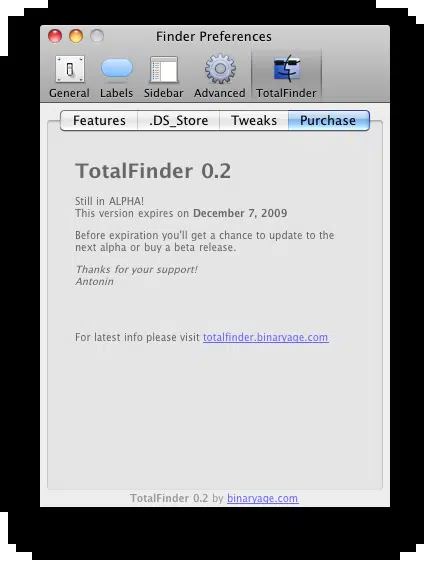 Finder Preferences
General Labels Sidebar Advanced TotalFinder
Features .DS_Store Tweaks Purchase
TotalFinder 0.2
Still in ALPHA!
This version expires on December 7, 2009
Before expiration you'll get a chance to update to the
next alpha or buy a beta release.
Thanks for your support!
Antonin
For latest info please visit totalfinder.binaryage.com
TotalFinder 0.2 by binaryage.com